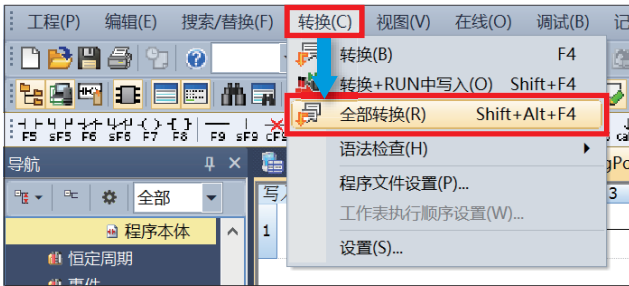 工程(P) 编辑(E) 搜索/替换(F) 转换(C) 视图(V) 在线(O) 调试(B) 记
转换(B) F4
转换+RUN中写入(O) Shift+F4
全部转换(R) Shift+Alt+F4
语法检查(H)
程序文件设置(P)...
工作表执行顺序设置(W)...
设置(S)...
F5 sF5 F6 sF6 F7 F8 F9 sF9 cF9
导航
全部
程序本体
恒定周期
事件
写
1
3